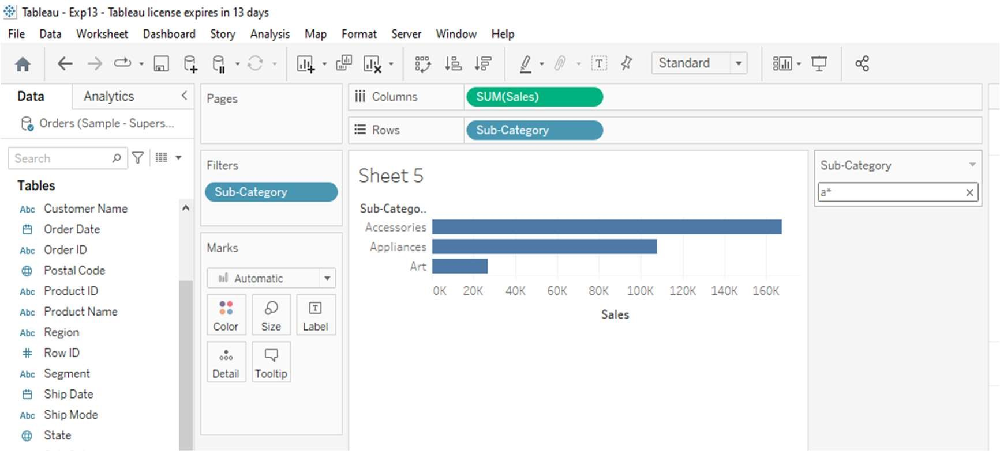 Tableau - Exp13 - Tableau license expires in 13 days
File Data Worksheet Dashboard Story Analysis Map Format Server Window Help
Standard
Data Analytics
Orders (Sample - Supers...
Search
Tables
Abc Customer Name
Order Date
Abc Order ID
Postal Code
Abc Product ID
Abc Product Name
Abc Region
# Row ID
Abc Segment
Ship Date
Abc Ship Mode
State
Pages
Filters
Sub-Category
Marks
Automatic
Color Size Label
Detail Tooltip
Columns SUM(Sales)
Rows Sub-Category
Sheet 5
Sub-Catego..
Accessories
Appliances
Art
0K 20K 40K 60K 80K 100K 120K 140K 160K
Sales
Sub-Category
a*